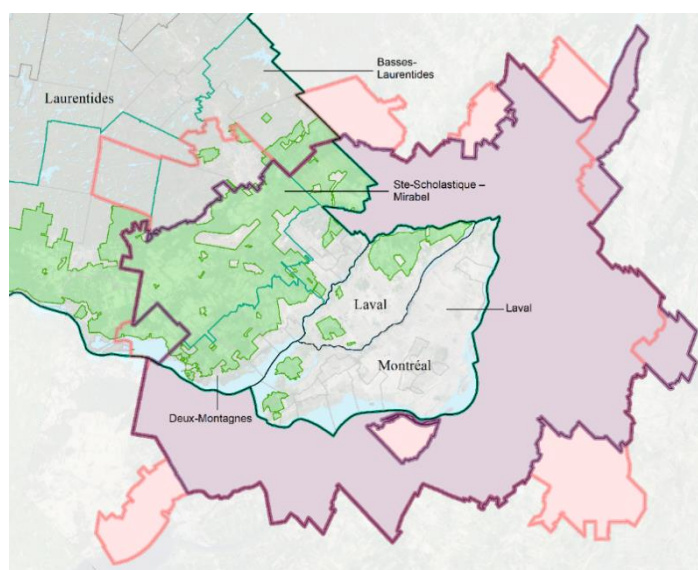 Basses-
Laurentides
Laurentides
Ste-Scholastique –
Mirabel
Laval
Laval
Montréal
Deux-Montagnes